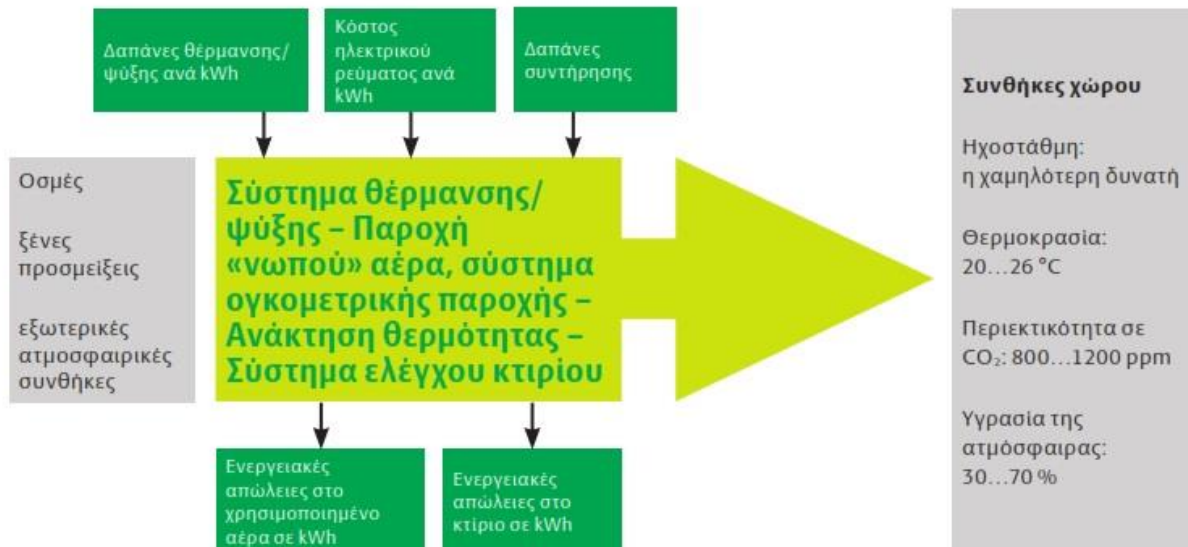 Δαπάνες θέρμανσης/
ψύξης ανά kWh
Κόστος
ηλεκτρικού
ρεύματος ανά
kWh
Δαπάνες
συντήρησης
Οσμές
ξένες
προσμείξεις
εξωτερικές
ατμοσφαιρικές
συνθήκες
Σύστημα θέρμανσης/
ψύξης – Παροχή
«νωπού» αέρα, σύστημα
ογκομετρικής παροχής –
Ανάκτηση θερμότητας –
Σύστημα ελέγχου κτιρίου
Ενεργειακές
απώλειες στο
χρησιμοποιημένο
αέρα σε kWh
Ενεργειακές
απώλειες στο
κτίριο σε kWh
Συνθήκες χώρου
Ηχοστάθμη:
η χαμηλότερη δυνατή
Θερμοκρασία:
20...26 °C
Περιεκτικότητα σε
CO₂: 800...1200 ppm
Υγρασία της
ατμόσφαιρας:
30...70 %